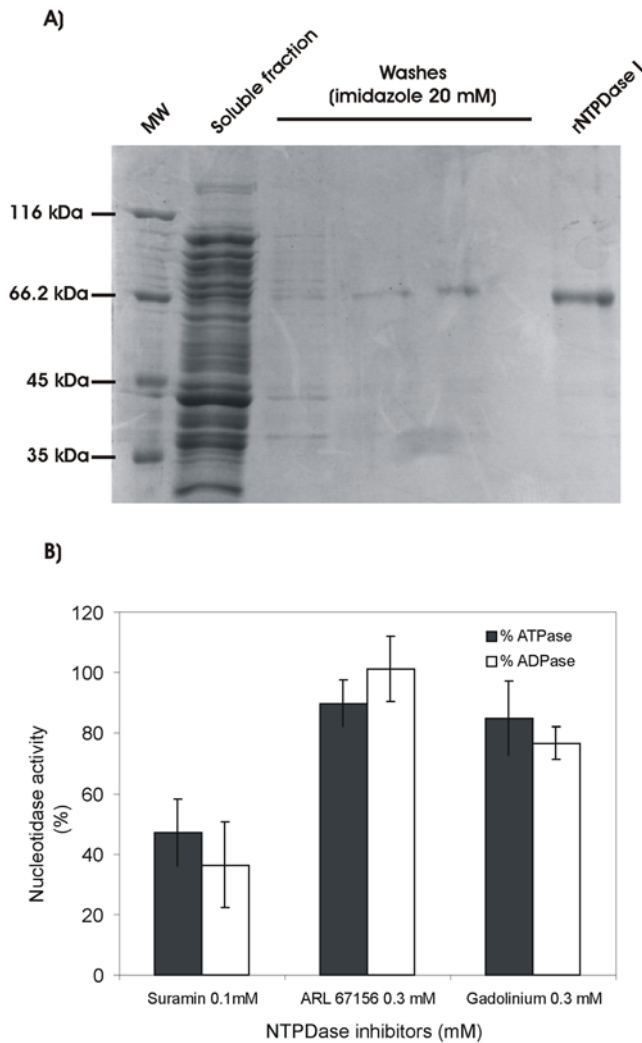 A)
MW
Soluble fraction
Washes
(imidazole 20 mM)
rNTPDase I
116 kDa
66.2 kDa
45 kDa
35 kDa
B)
120
100
80
60
40
20
0
Nucleotidase activity
(%)
% ATPase
% ADPase
Suramin 0.1mM
ARL 67156 0.3 mM
Gadolinium 0.3 mM
NTPDase inhibitors (mM)